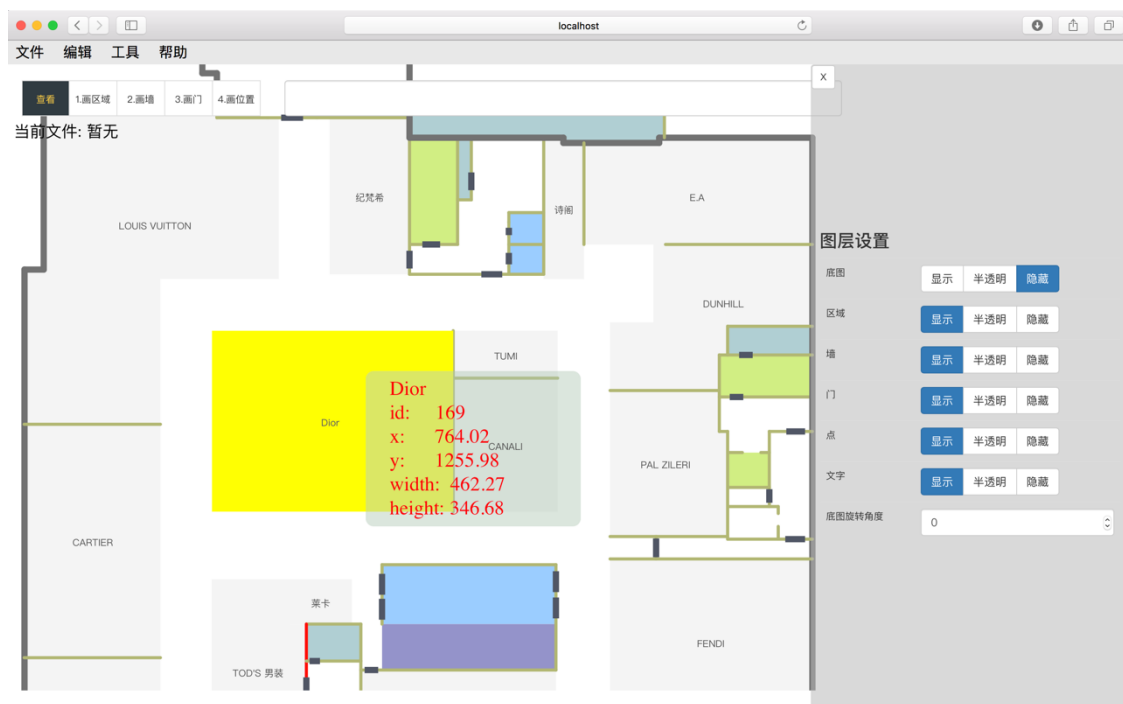 localhost
文件 编辑 工具 帮助
X
查看 1.画区域 2.画墙 3.画门 4.画位置
当前文件: 暂无
纪梵希
诗阁
E.A
LOUIS VUITTON
图层设置
底图 显示 半透明 隐藏
DUNHILL
区域 显示 半透明 隐藏
TUMI
墙 显示 半透明 隐藏
Dior
id: 169
x: 764.02
y: 1255.98
width: 462.27
height: 346.68
门 显示 半透明 隐藏
Dior
点 显示 半透明 隐藏
CANALI
PAL ZILERI
文字 显示 半透明 隐藏
底图旋转角度 0
CARTIER
莱卡
FENDI
TOD'S 男装